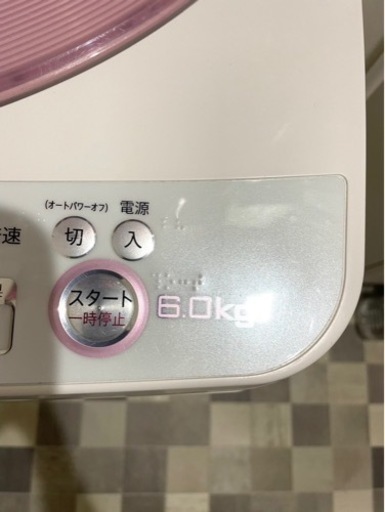 (オートパワーオフ) 電源
切 入
速
スタート
一時停止
6.0kg